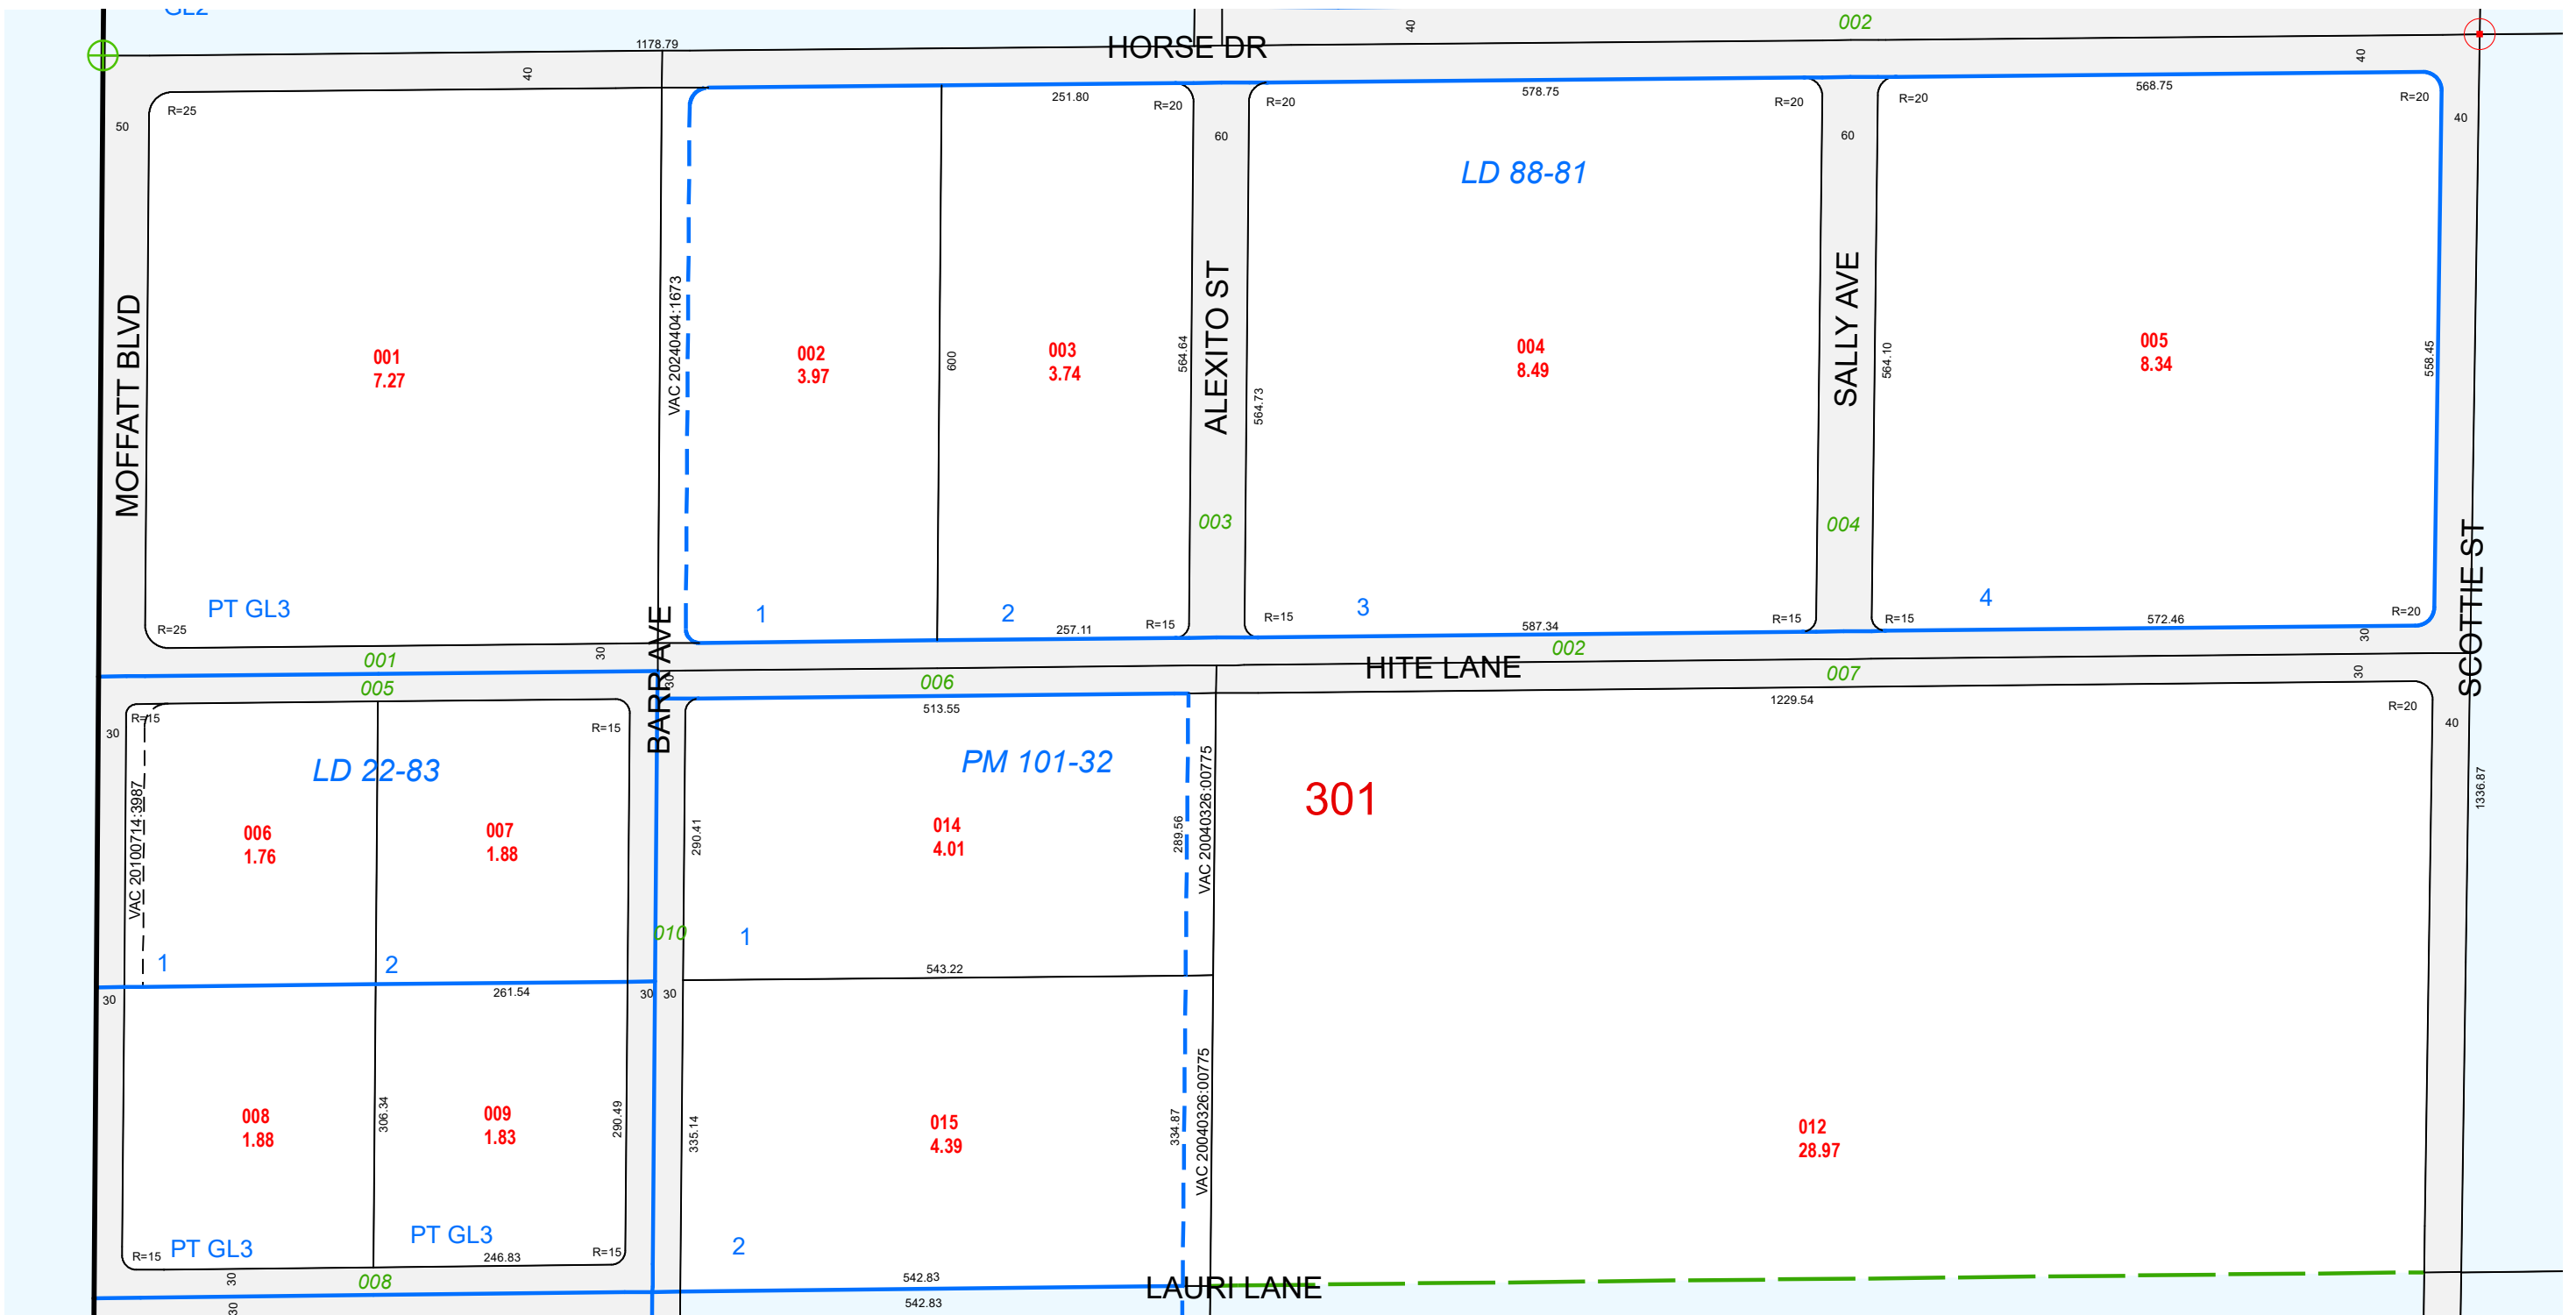 GL2
002
HORSE DR
1178.79
40
40
40
R=25
50
251.80
R=20
R=20
578.75
R=20
R=20
568.75
R=20
60
60
40
LD 88-81
MOFFATT BLVD
VAC 20240404:1673
ALEXITO ST
SALLY AVE
SCOTTIE ST
001
7.27
002
3.97
600
003
3.74
564.64
564.73
004
8.49
564.10
005
8.34
558.45
003
004
PT GL3
1
2
3
4
R=25
257.11
R=15
R=15
587.34
R=15
R=15
572.46
R=20
001
30
BARR AVE
002
30
HITE LANE
005
30
006
007
30
513.55
1229.54
R=20
R=15
R=15
30
40
LD 22-83
PM 101-32
301
VAC 20100714:3987
VAC 20040326:00775
1336.87
006
1.76
007
1.88
290.41
014
4.01
289.56
010
1
2
1
543.22
30
261.54
30
30
008
1.88
306.34
009
1.83
290.49
335.14
015
4.39
334.87
VAC 20040326:00775
012
28.97
PT GL3
PT GL3
2
R=15
246.83
R=15
30
008
542.83
LAURI LANE
30
542.83